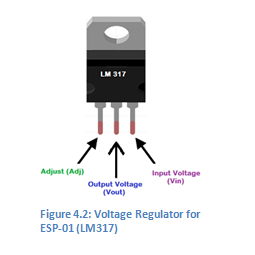 LM 317
Adjust (Adj)
Output Voltage
(Vout)
Input Voltage
(Vin)
Figure 4.2: Voltage Regulator for
ESP-01 (LM317)